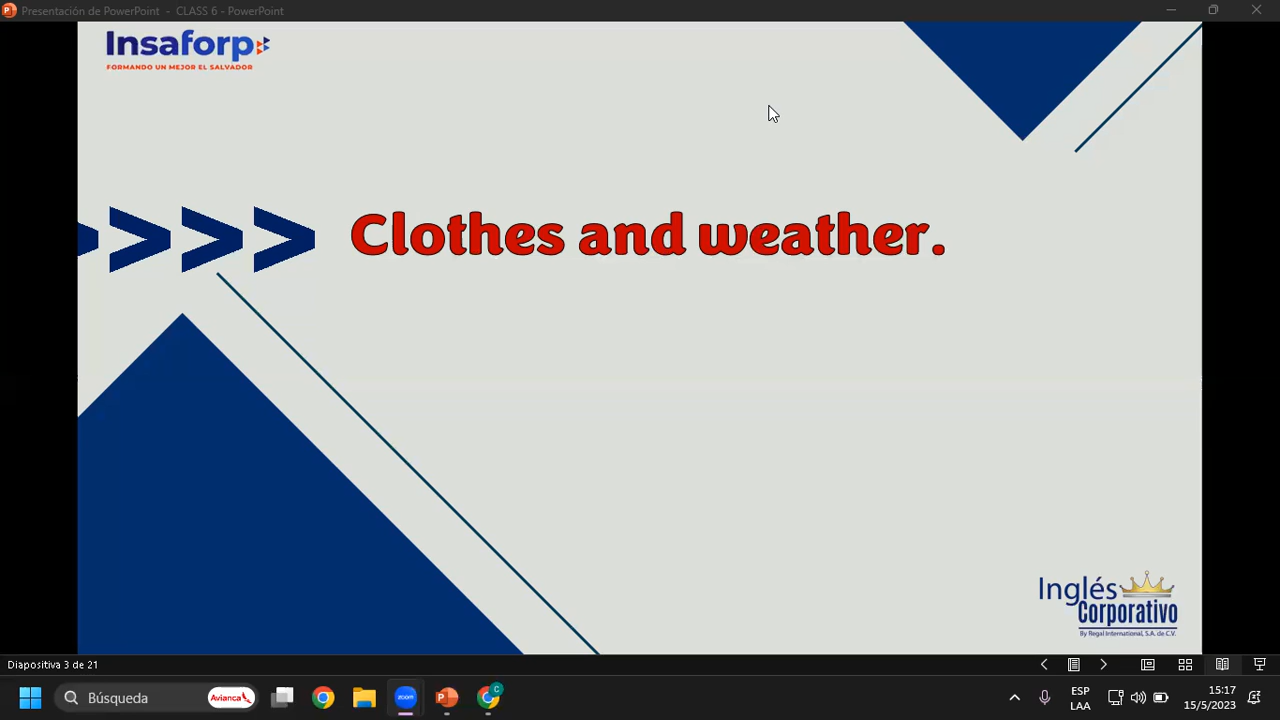 Presentación de PowerPoint - CLASS 6 - PowerPoint
Insaforp
FORMANDO UN MEJOR EL SALVADOR
Clothes and weather.
Inglés
Corporativo
By Regal International, S.A. de C.V.
Diapositiva 3 de 21
Búsqueda
Avianca
zoom
C
ESP
LAA
15:17
15/5/2023